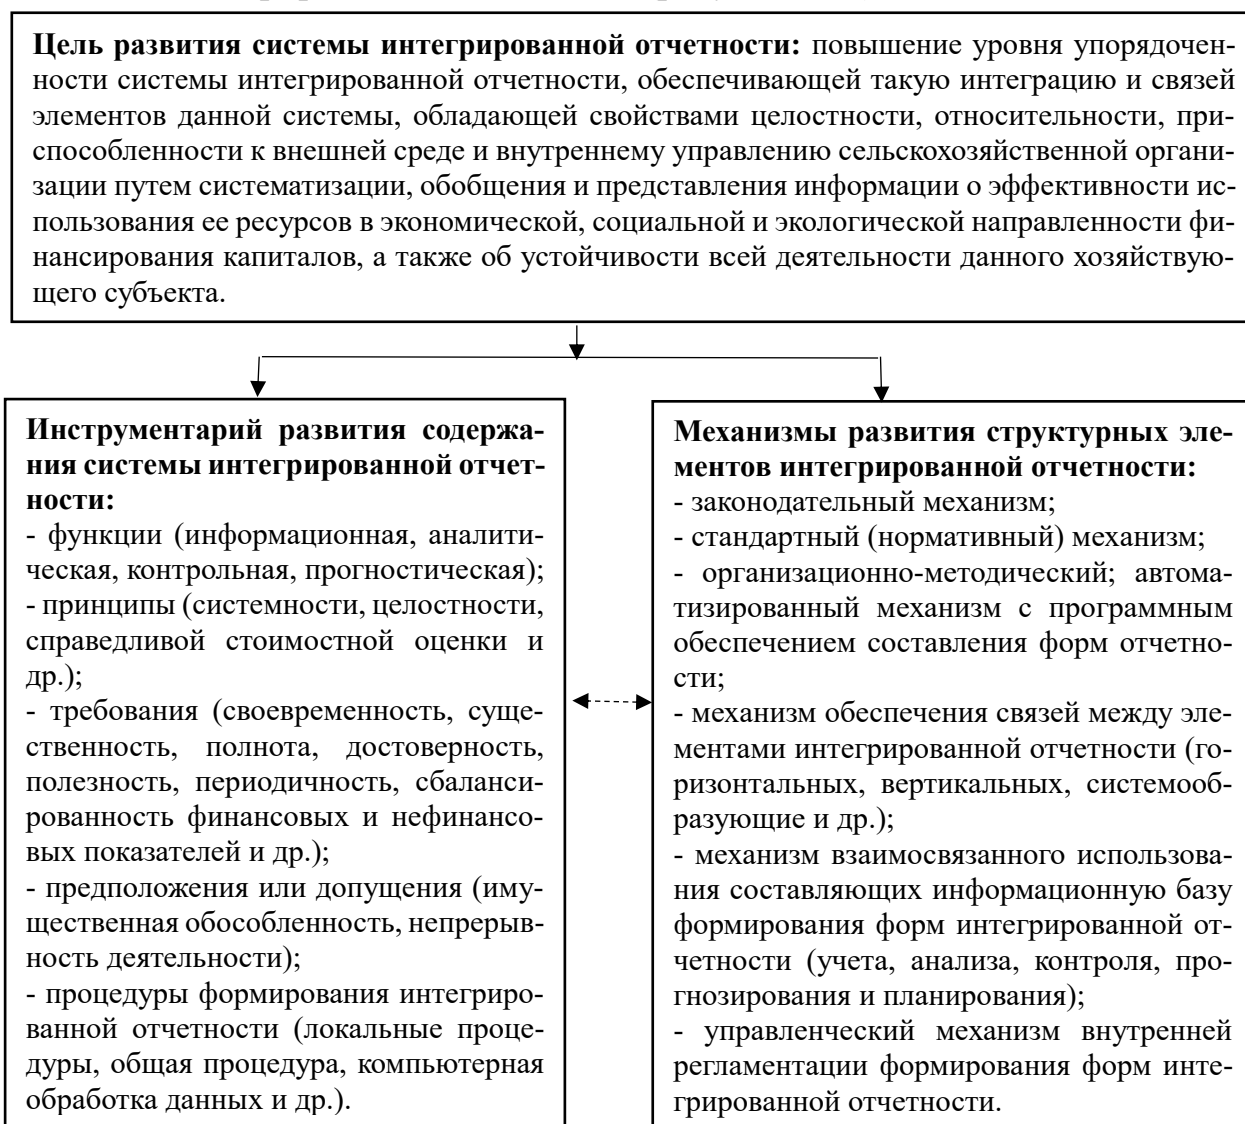 Цель развития системы интегрированной отчетности: повышение уровня упорядочен-
ности системы интегрированной отчетности, обеспечивающей такую интеграцию и связей
элементов данной системы, обладающей свойствами целостности, относительности, при-
способленности к внешней среде и внутреннему управлению сельскохозяйственной органи-
зации путем систематизации, обобщения и представления информации о эффективности ис-
пользования ее ресурсов в экономической, социальной и экологической направленности фи-
нансирования капиталов, а также об устойчивости всей деятельности данного хозяйствую-
щего субъекта.
Инструментарий развития содержа-
ния системы интегрированной отчет-
ности:
- функции (информационная, аналити-
ческая, контрольная, прогностическая);
- принципы (системности, целостности,
справедливой стоимостной оценки и
др.);
- требования (своевременность, суще-
ственность, полнота, достоверность,
полезность, периодичность, сбаланси-
рованность финансовых и нефинансо-
вых показателей и др.);
- предположения или допущения (иму-
щественная обособленность, непрерыв-
ность деятельности);
- процедуры формирования интегриро-
ванной отчетности (локальные проце-
дуры, общая процедура, компьютерная
обработка данных и др.).
Механизмы развития структурных эле-
ментов интегрированной отчетности:
- законодательный механизм;
- стандартный (нормативный) механизм;
- организационно-методический; автома-
тизированный механизм с программным
обеспечением составления форм отчетно-
сти;
- механизм обеспечения связей между эле-
ментами интегрированной отчетности (го-
ризонтальных, вертикальных, системооб-
разующие и др.);
- механизм взаимосвязанного использова-
ния составляющих информационную базу
формирования форм интегрированной от-
четности (учета, анализа, контроля, про-
гнозирования и планирования);
- управленческий механизм внутренней
регламентации формирования форм инте-
грированной отчетности.